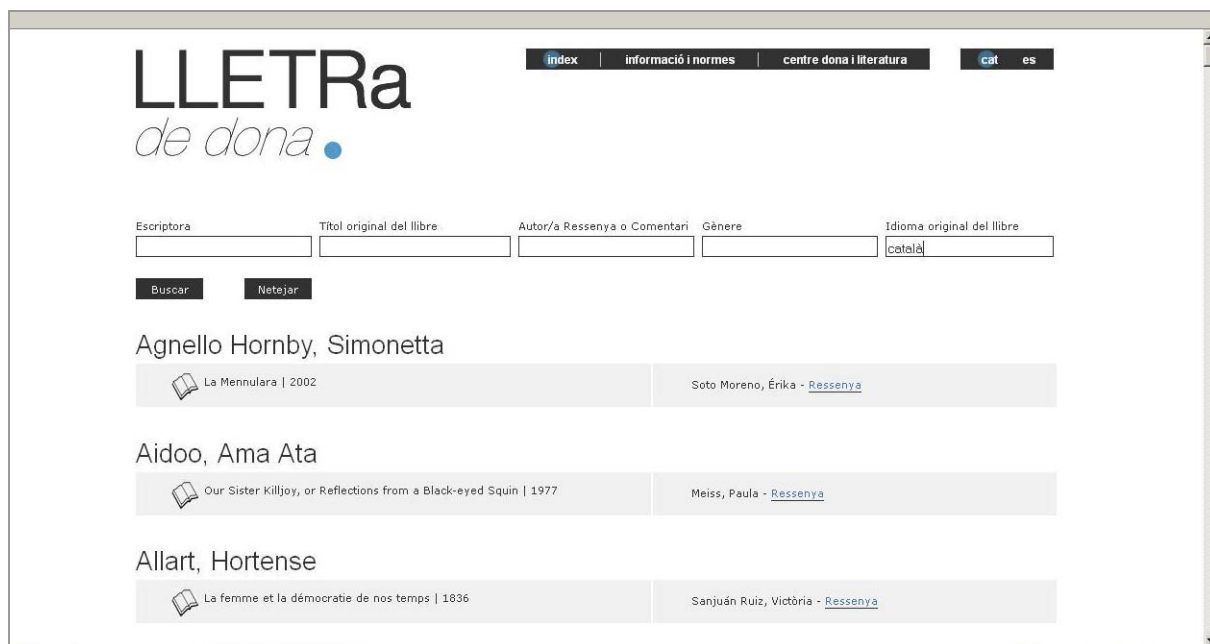 LLETRa
de dona
índex | informació i normes | centre dona i literatura cat es
Escriptora Títol original del llibre Autor/a Ressenya o Comentari Gènere Idioma original del llibre
català
Buscar Netejar
Agnello Hornby, Simonetta
La Mennulara | 2002 Soto Moreno, Érika - Ressenya
Aidoo, Ama Ata
Our Sister Killjoy, or Reflections from a Black-eyed Squin | 1977 Meiss, Paula - Ressenya
Allart, Hortense
La femme et la démocratie de nos temps | 1836 Sanjuán Ruiz, Victòria - Ressenya